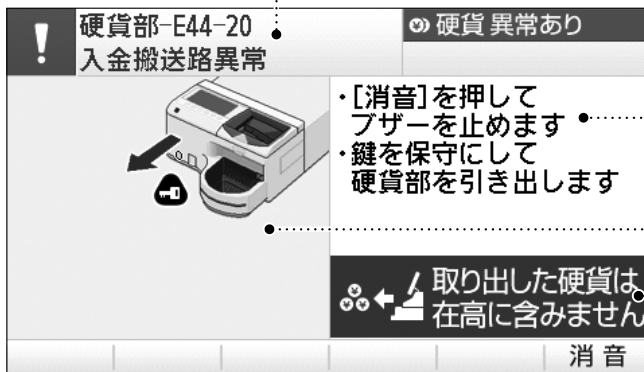 硬貨部-E44-20
入金搬送路異常
硬貨 異常あり
・[消音]を押して
ブザーを止めます
・鍵を保守にして
硬貨部を引き出します
取り出した硬貨は
在高に含みません
消 音